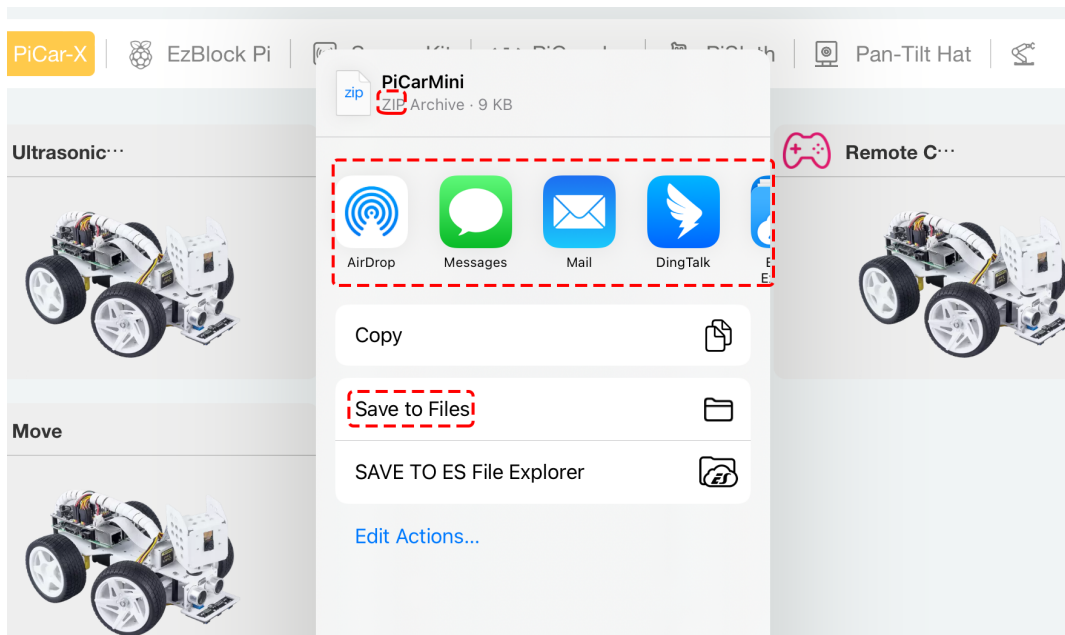 PiCar-X
EzBlock Pi
Pan-Tilt Hat
zip
PiCarMini
ZIP Archive · 9 KB
Ultrasonic···
Remote C···
AirDrop
Messages
Mail
DingTalk
E
E
Copy
Save to Files
Move
SAVE TO ES File Explorer
ES
Edit Actions...